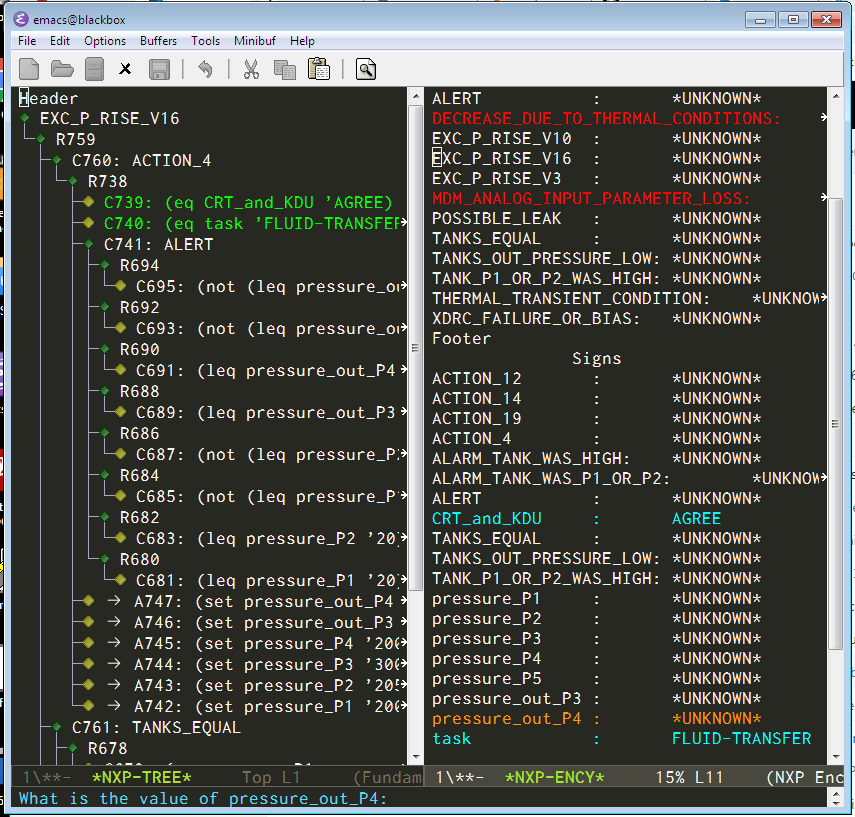 emacs@blackbox
File Edit Options Buffers Tools Minibuf Help
Header
EXC_P_RISE_V16
R759
C760: ACTION_4
R738
C739: (eq CRT_and_KDU 'AGREE)
C740: (eq task 'FLUID-TRANSFER
C741: ALERT
R694
C695: (not (leq pressure_ou
R692
C693: (not (leq pressure_ou
R690
C691: (leq pressure_out_P4
R688
C689: (leq pressure_out_P3
R686
C687: (not (leq pressure_P2
R684
C685: (not (leq pressure_P1
R682
C683: (leq pressure_P2 '20)
R680
C681: (leq pressure_P1 '20)
→ A747: (set pressure_out_P4
→ A746: (set pressure_out_P3
→ A745: (set pressure_P4 '200
→ A744: (set pressure_P3 '300
→ A743: (set pressure_P2 '205
→ A742: (set pressure_P1 '200
C761: TANKS_EQUAL
R678
1\**- *NXP-TREE* Top L1 (Fundam
ALERT : *UNKNOWN*
DECREASE_DUE_TO_THERMAL_CONDITIONS:
EXC_P_RISE_V10 : *UNKNOWN*
EXC_P_RISE_V16 : *UNKNOWN*
EXC_P_RISE_V3 : *UNKNOWN*
MDM_ANALOG_INPUT_PARAMETER_LOSS:
POSSIBLE_LEAK : *UNKNOWN*
TANKS_EQUAL : *UNKNOWN*
TANKS_OUT_PRESSURE_LOW: *UNKNOWN*
TANK_P1_OR_P2_WAS_HIGH: *UNKNOWN*
THERMAL_TRANSIENT_CONDITION: *UNKNOW
XDRC_FAILURE_OR_BIAS: *UNKNOWN*
Footer
Signs
ACTION_12 : *UNKNOWN*
ACTION_14 : *UNKNOWN*
ACTION_19 : *UNKNOWN*
ACTION_4 : *UNKNOWN*
ALARM_TANK_WAS_HIGH: *UNKNOWN*
ALARM_TANK_WAS_P1_OR_P2: *UNKNOW
ALERT : *UNKNOWN*
CRT_and_KDU : AGREE
TANKS_EQUAL : *UNKNOWN*
TANKS_OUT_PRESSURE_LOW: *UNKNOWN*
TANK_P1_OR_P2_WAS_HIGH: *UNKNOWN*
pressure_P1 : *UNKNOWN*
pressure_P2 : *UNKNOWN*
pressure_P3 : *UNKNOWN*
pressure_P4 : *UNKNOWN*
pressure_P5 : *UNKNOWN*
pressure_out_P3 : *UNKNOWN*
pressure_out_P4 : *UNKNOWN*
task : FLUID-TRANSFER
1\**- *NXP-ENCY* 15% L11 (NXP Enc
What is the value of pressure_out_P4: